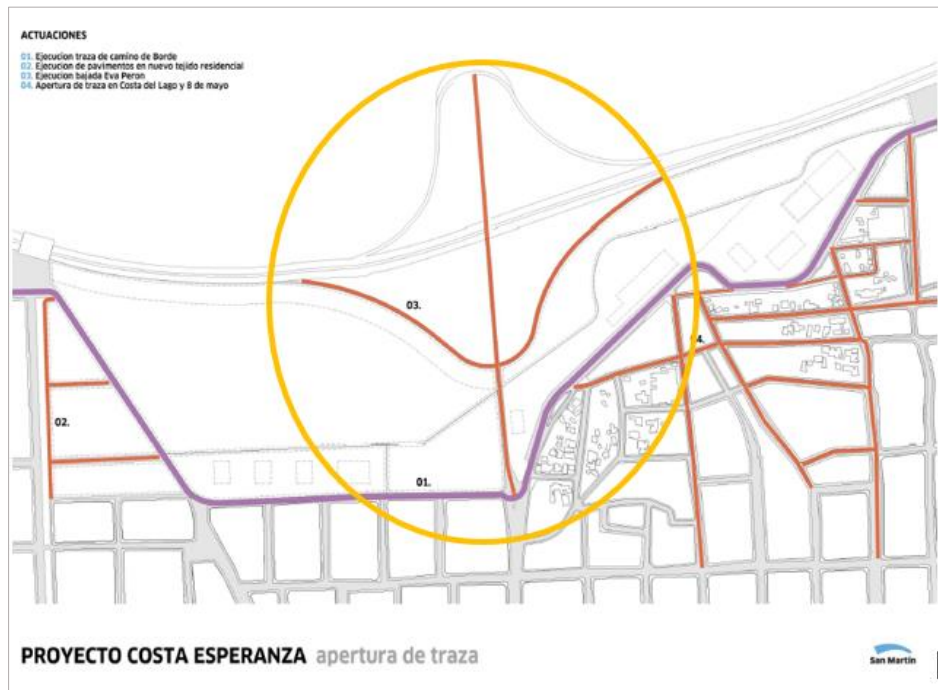 ACTUACIONES
01. Ejecucion traza de camino de Borde
02. Ejecucion de pavimentos en nuevo tejido residencial
03. Ejecucion bajada Eva Peron
04. Apertura de traza en Costa del Lago y 8 de mayo
03.
04.
02.
01.
PROYECTO COSTA ESPERANZA apertura de traza
San Martín